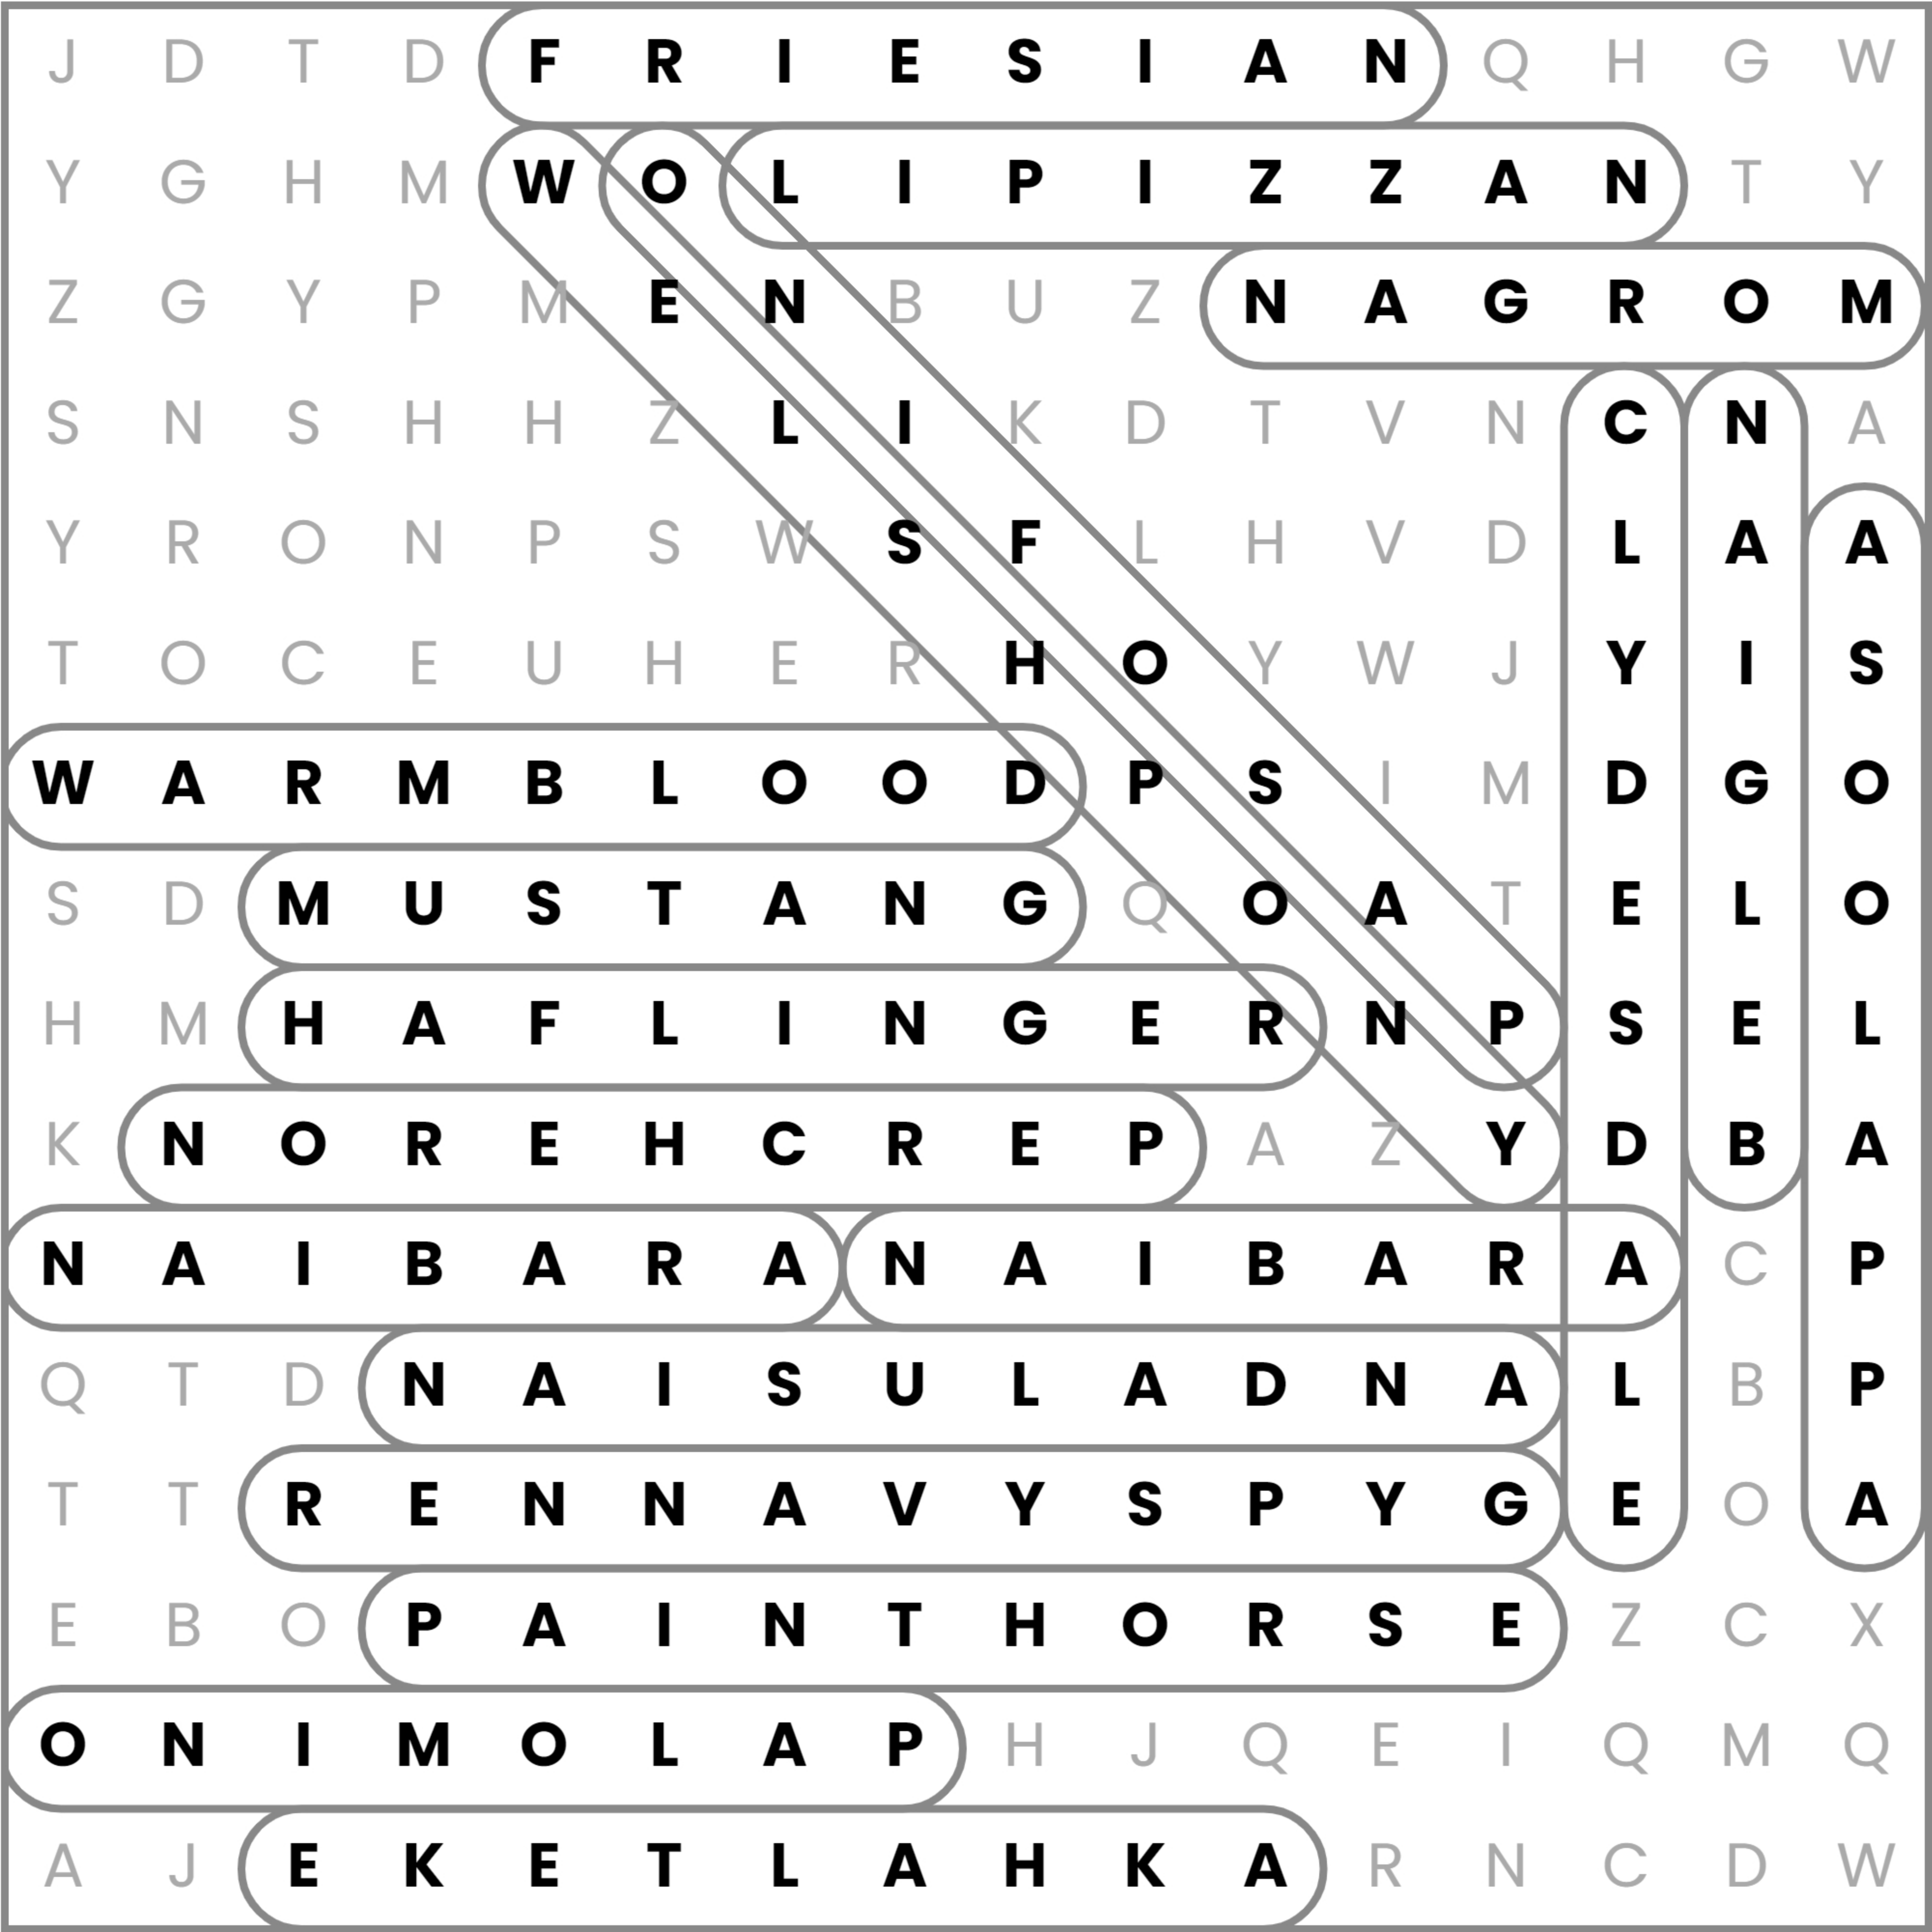 J D T D F R I E S I A N Q H G W
Y G H M W O L I P I Z Z A N T Y
Z G Y P M E N B U Z N A G R O M
S N S H H Z L I K D T V N C N A
Y R O N P S W S F L H V D L A A
T O C E U H E R H O Y W J Y I S
W A R M B L O O D P S I M D G O
S D M U S T A N G Q O A T E L O
H M H A F L I N G E R N P S E L
K N O R E H C R E P A Z Y D B A
N A I B A R A N A I B A R A C P
Q T D N A I S U L A D N A L B P
T T R E N N A V Y S P Y G E O A
E B O P A I N T H O R S E Z C X
O N I M O L A P H J Q E I Q M Q
A J E K E T L A H K A R N C D W